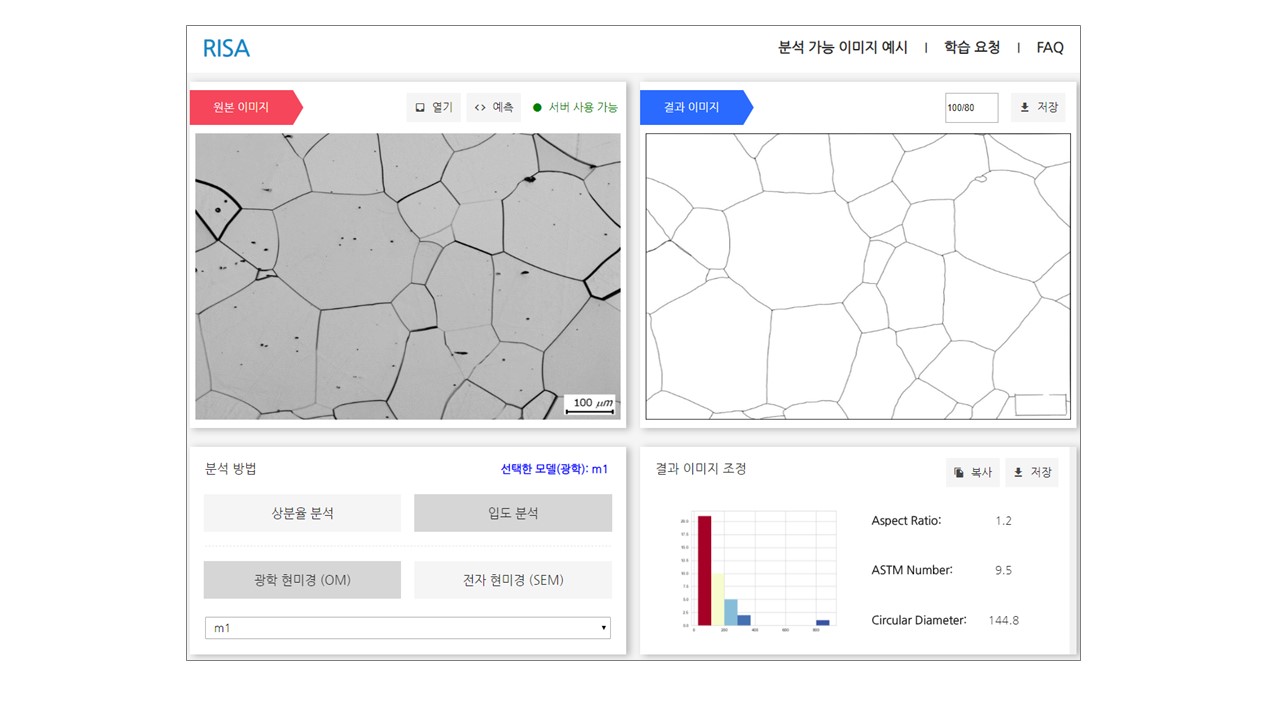 RISA
분석 가능 이미지 예시 | 학습 요청 | FAQ
원본 이미지
열기
<> 예측
서버 사용 가능
결과 이미지
100/80
저장
100 μm
분석 방법
선택한 모델(광학): m1
상분율 분석
입도 분석
광학 현미경 (OM)
전자 현미경 (SEM)
m1
결과 이미지 조정
복사
저장
Aspect Ratio: 1.2
ASTM Number: 9.5
Circular Diameter: 144.8